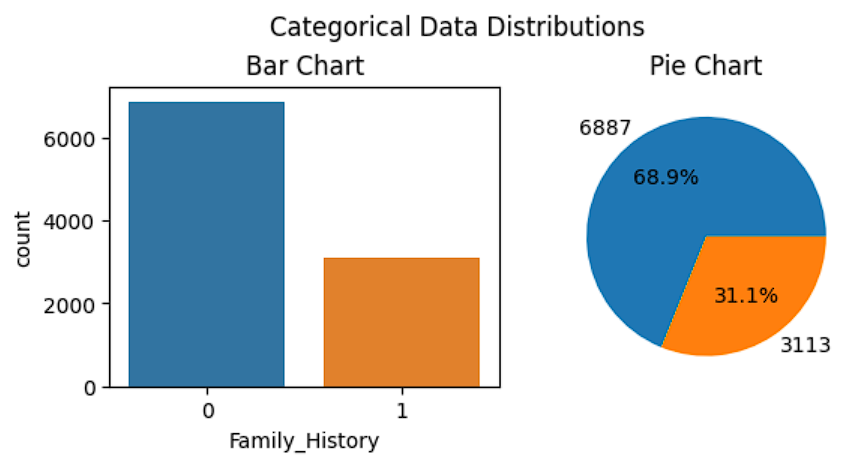 Categorical Data Distributions
Bar Chart
6000
4000
2000
0
count
0 1
Family_History
Pie Chart
6887
68.9%
31.1%
3113